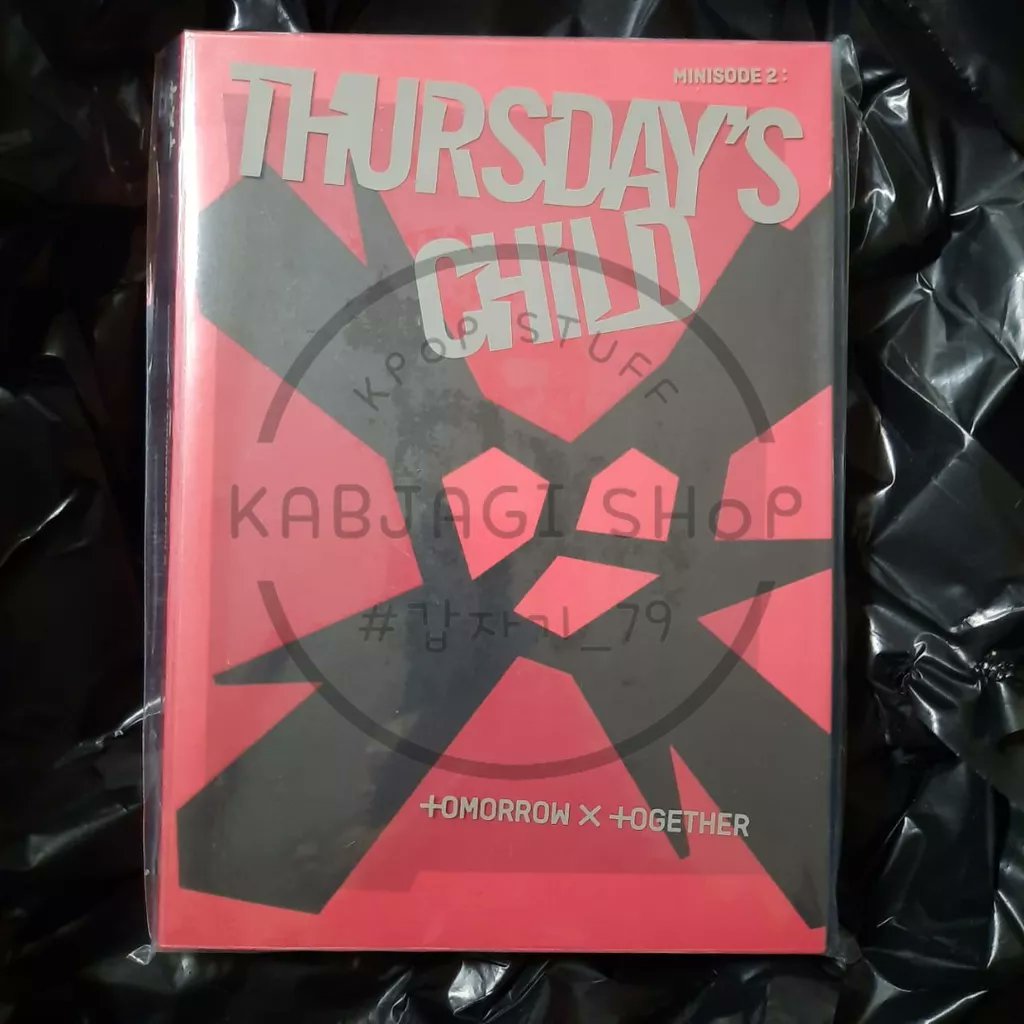 MINISODE 2:
THURSDAY'S
CHILD
KPOP STUFF
KABJAGI SHOP
#갑자기_79
TOMORROW X TOGETHER